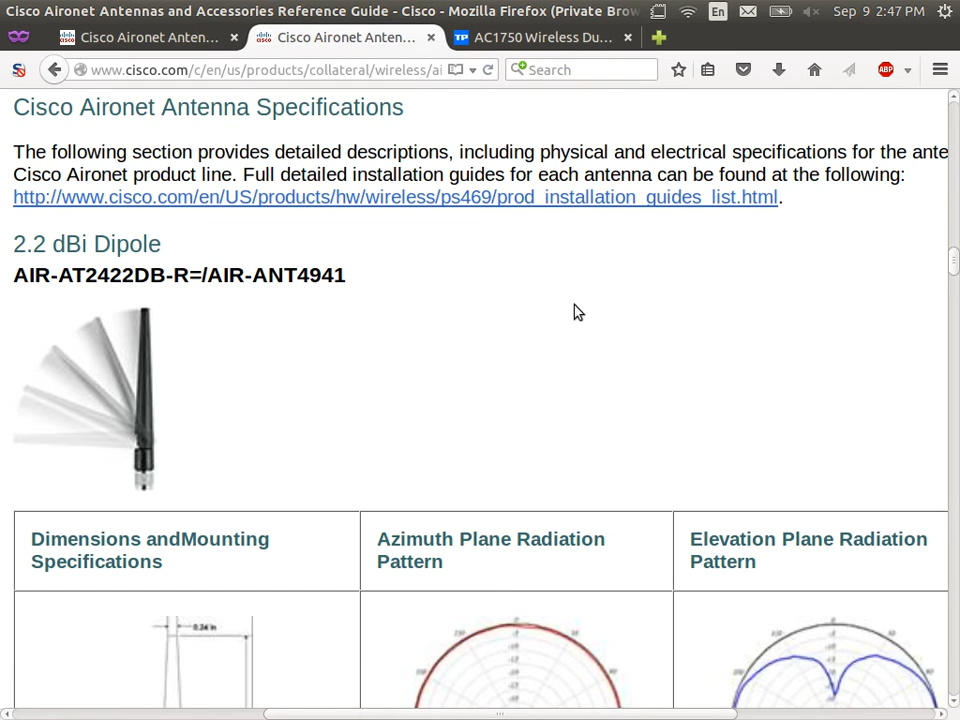 Cisco Aironet Antennas and Accessories Reference Guide - Cisco - Mozilla Firefox (Private Brow
En
Sep 9 2:47 PM
Cisco Aironet Anten...
Cisco Aironet Anten...
TP
AC1750 Wireless Du...
www.cisco.com/c/en/us/products/collateral/wireless/ai
Search
ABP
Cisco Aironet Antenna Specifications
The following section provides detailed descriptions, including physical and electrical specifications for the ante
Cisco Aironet product line. Full detailed installation guides for each antenna can be found at the following:
http://www.cisco.com/en/US/products/hw/wireless/ps469/prod_installation_guides_list.html.
2.2 dBi Dipole
AIR-AT2422DB-R=/AIR-ANT4941
Dimensions andMounting
Specifications
Azimuth Plane Radiation
Pattern
Elevation Plane Radiation
Pattern